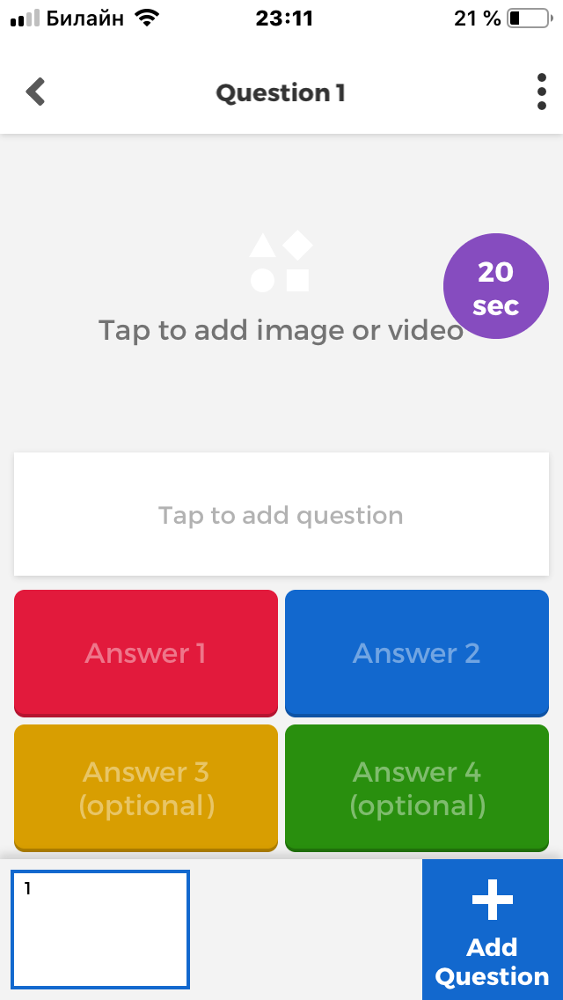 Билайн 23:11 21 %
Question 1
20
sec
Tap to add image or video
Tap to add question
Answer 1
Answer 2
Answer 3
(optional)
Answer 4
(optional)
1
Add
Question